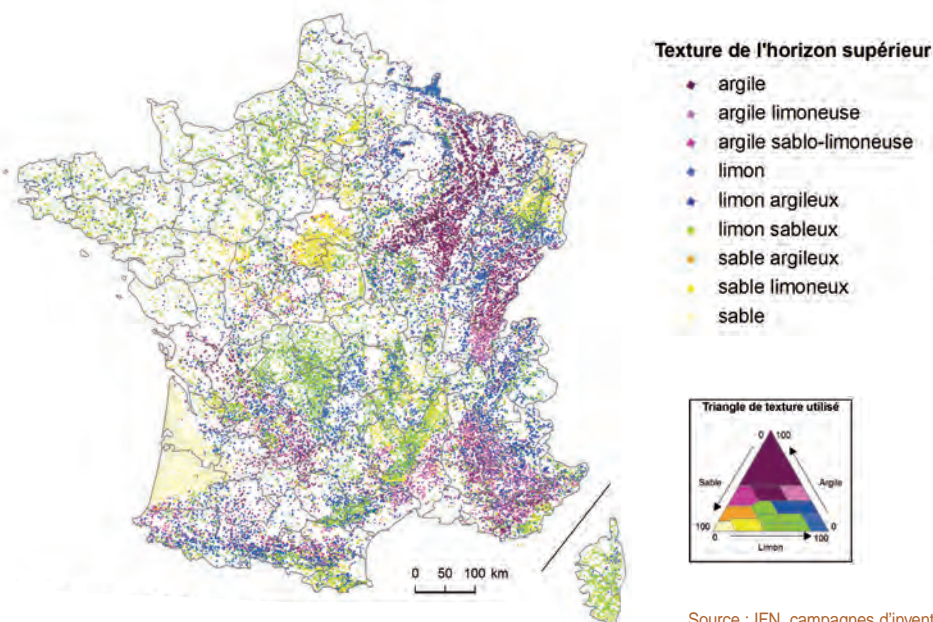 Texture de l'horizon supérieur
argile
argile limoneuse
argile sablo-limoneuse
limon
limon argileux
limon sableux
sable argileux
sable limoneux
sable
Triangle de texture utilisé
0 100
Sable
Argile
100
0
0
100
Limon
0 50 100 km
Source : IFN, campagnes d'invent